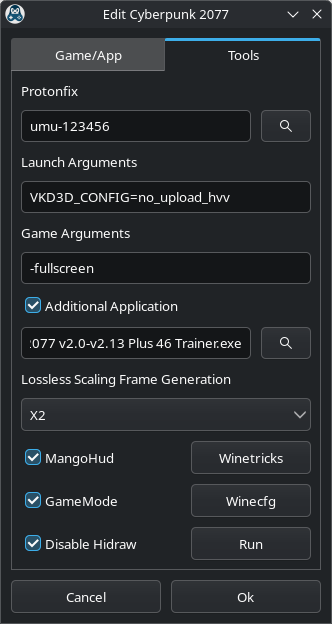 Edit Cyberpunk 2077
Game/App
Tools
Protonfix
umu-123456
Launch Arguments
VKD3D_CONFIG=no_upload_hvv
Game Arguments
-fullscreen
Additional Application
:077 v2.0-v2.13 Plus 46 Trainer.exe
Lossless Scaling Frame Generation
X2
MangoHud
Winetricks
GameMode
Winecfg
Disable Hidraw
Run
Cancel
Ok